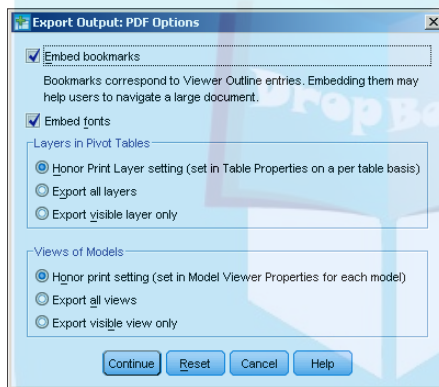 Export Output: PDF Options
Embed bookmarks
Bookmarks correspond to Viewer Outline entries. Embedding them may
help users to navigate a large document.
Embed fonts
Layers in Pivot Tables
Honor Print Layer setting (set in Table Properties on a per table basis)
Export all layers
Export visible layer only
Views of Models
Honor print setting (set in Model Viewer Properties for each model)
Export all views
Export visible view only
Continue Reset Cancel Help